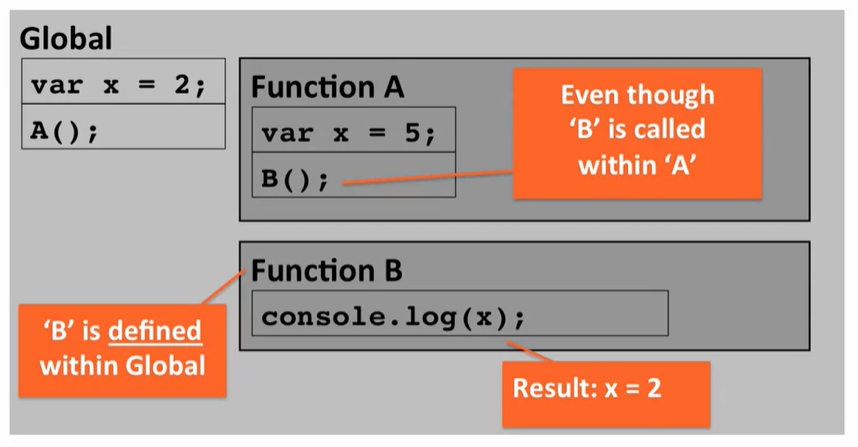 Global
var x = 2;
A();
Function A
var x = 5;
B();
Even though
‘B’ is called
within ‘A’
Function B
console.log(x);
‘B’ is defined
within Global
Result: x = 2